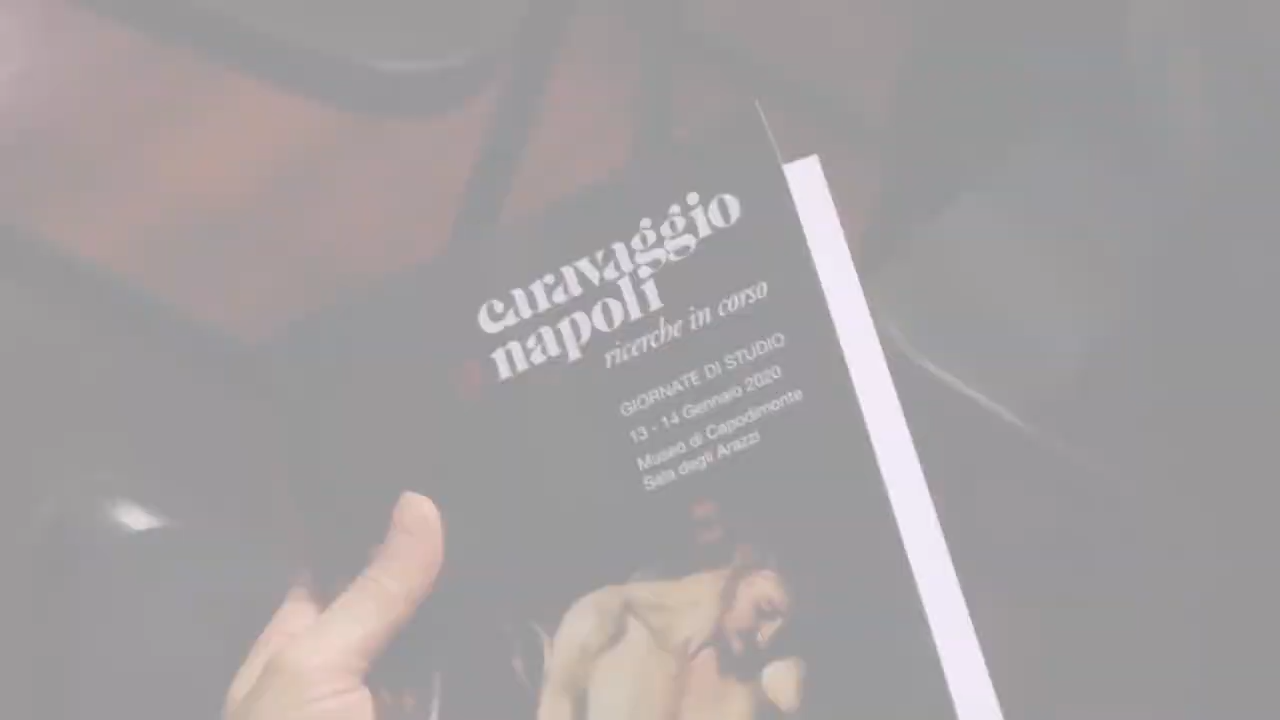 caravaggio
napoli
ricerche in corso
GIORNATE DI STUDIO
13 - 14 Gennaio 2020
Museo di Capodimonte
Sala degli Arazzi